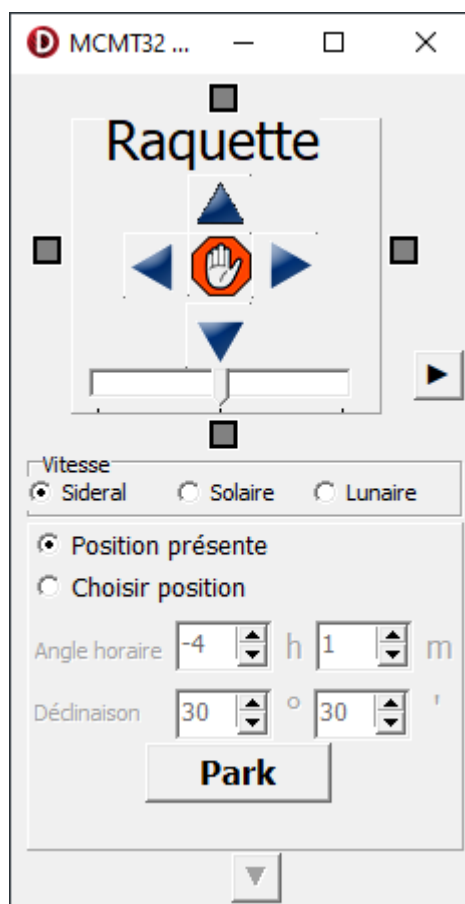 MCMT32 ...
Raquette
Vitesse
Sideral Solaire Lunaire
Position présente
Choisir position
Angle horaire -4 h 1 m
Déclinaison 30 ° 30 '
Park